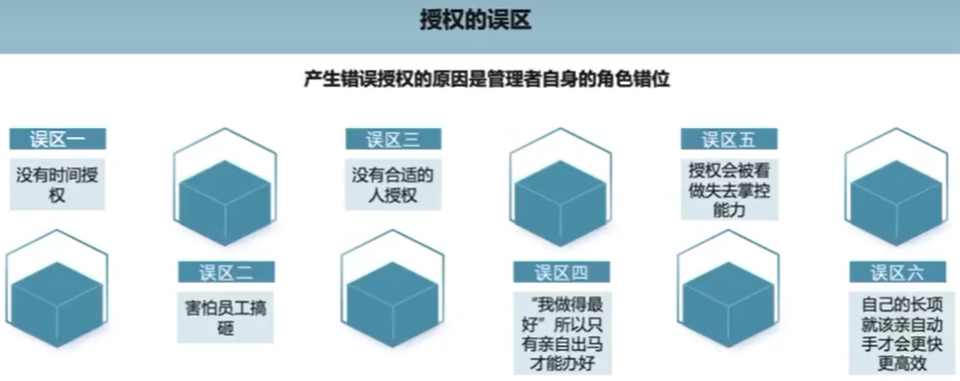 授权的误区
产生错误授权的原因是管理者自身的角色错位
误区一
没有时间授
权
误区二
害怕员工搞
砸
误区三
没有合适的
人授权
误区四
“我做得最
好”所以只
有亲自出马
才能办好
误区五
授权会被看
做失去掌控
能力
误区六
自己的长项
就该亲自动
手才会更快
更高效